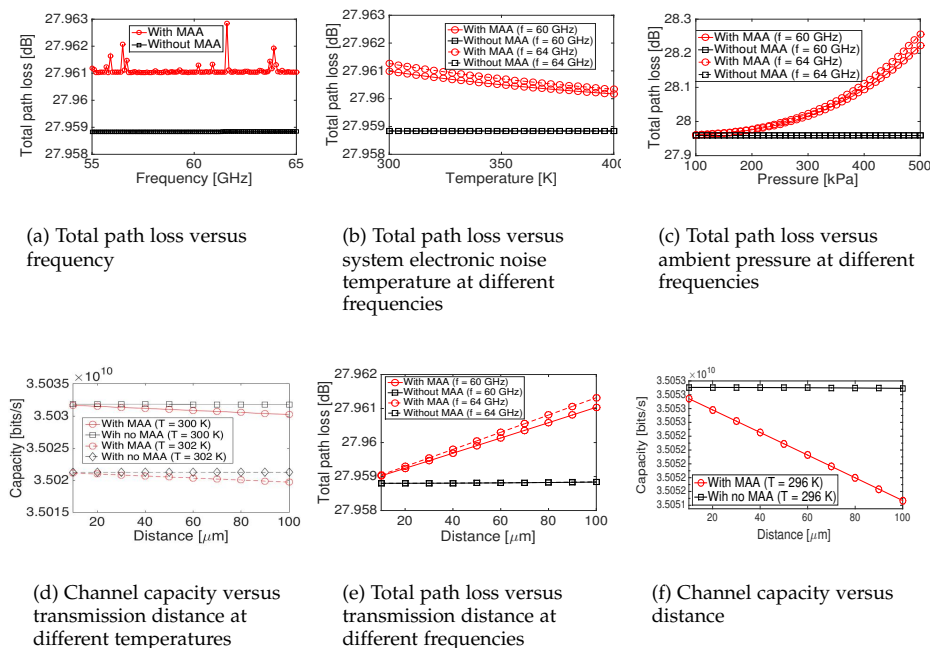 27.963
27.962
27.961
27.96
27.959
27.958
Total path loss [dB]
With MAA
Without MAA
55
60
65
Frequency [GHz]
(a) Total path loss versus
frequency
27.963
27.962
27.961
27.96
27.959
27.958
Total path loss [dB]
With MAA (f = 60 GHz)
Without MAA (f = 60 GHz)
With MAA (f = 64 GHz)
Without MAA (f = 64 GHz)
300
350
400
Temperature [K]
(b) Total path loss versus
system electronic noise
temperature at different
frequencies
28.3
28.2
28.1
28
27.9
Total path loss [dB]
With MAA (f = 60 GHz)
Without MAA (f = 60 GHz)
With MAA (f = 64 GHz)
Without MAA (f = 64 GHz)
100
200
300
400
500
Pressure [kPa]
(c) Total path loss versus
ambient pressure at different
frequencies
×10^10
3.5035
3.503
3.5025
3.502
3.5015
Capacity [bits/s]
With MAA (T = 300 K)
Wih no MAA (T = 300 K)
With MAA (T = 302 K)
Wih no MAA (T = 302 K)
20
40
60
80
100
Distance [μm]
(d) Channel capacity versus
transmission distance at
different temperatures
27.962
27.961
27.96
27.959
27.958
Total path loss [dB]
With MAA (f = 60 GHz)
Without MAA (f = 60 GHz)
With MAA (f = 64 GHz)
Without MAA (f = 64 GHz)
20
40
60
80
100
Distance [μm]
(e) Total path loss versus
transmission distance at
different frequencies
×10^10
3.5053
3.5053
3.5052
3.5052
3.5052
3.5052
3.5052
3.5051
Capacity [bits/s]
With MAA (T = 296 K)
Wih no MAA (T = 296 K)
20
40
60
80
100
Distance [μm]
(f) Channel capacity versus
distance